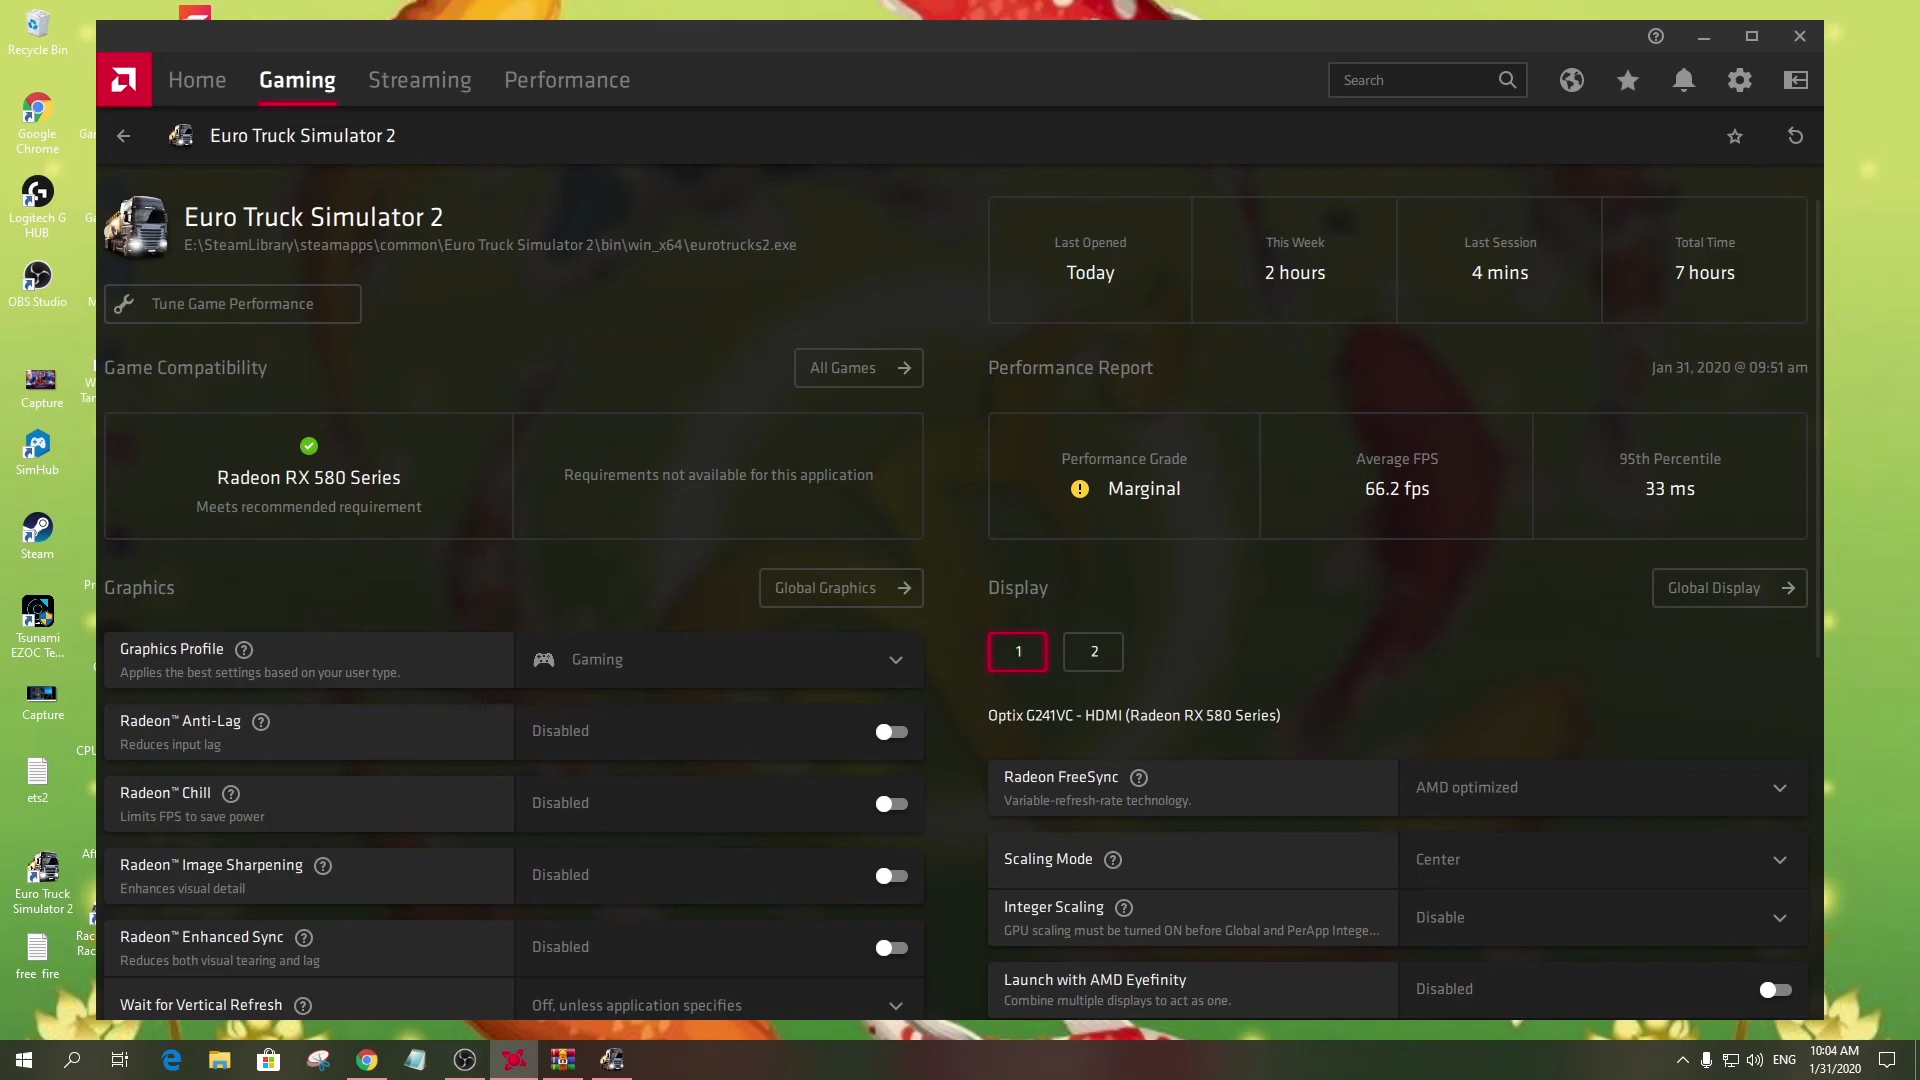 Recycle Bin
Google
Chrome
Logitech G
HUB
OBS Studio
Capture
SimHub
Steam
Tsunami
EZOC Te...
Capture
CPU
ets2
Euro Truck
Simulator 2
free fire
Home
Gaming
Streaming
Performance
Search
Euro Truck Simulator 2
Euro Truck Simulator 2
E:\SteamLibrary\steamapps\common\Euro Truck Simulator 2\bin\win_x64\eurotrucks2.exe
Tune Game Performance
Last Opened
Today
This Week
2 hours
Last Session
4 mins
Total Time
7 hours
Game Compatibility
All Games
Radeon RX 580 Series
Meets recommended requirement
Requirements not available for this application
Performance Report
Jan 31, 2020 @ 09:51 am
Performance Grade
Marginal
Average FPS
66.2 fps
95th Percentile
33 ms
Graphics
Global Graphics
Graphics Profile
Applies the best settings based on your user type.
Gaming
Radeon™ Anti-Lag
Reduces input lag
Disabled
Radeon™ Chill
Limits FPS to save power
Disabled
Radeon™ Image Sharpening
Enhances visual detail
Disabled
Radeon™ Enhanced Sync
Reduces both visual tearing and lag
Disabled
Wait for Vertical Refresh
Off, unless application specifies
Display
Global Display
1
2
Optix G241VC - HDMI (Radeon RX 580 Series)
Radeon FreeSync
Variable-refresh-rate technology.
AMD optimized
Scaling Mode
Center
Integer Scaling
GPU scaling must be turned ON before Global and PerApp Intege...
Disable
Launch with AMD Eyefinity
Combine multiple displays to act as one.
Disabled
ENG
10:04 AM
1/31/2020